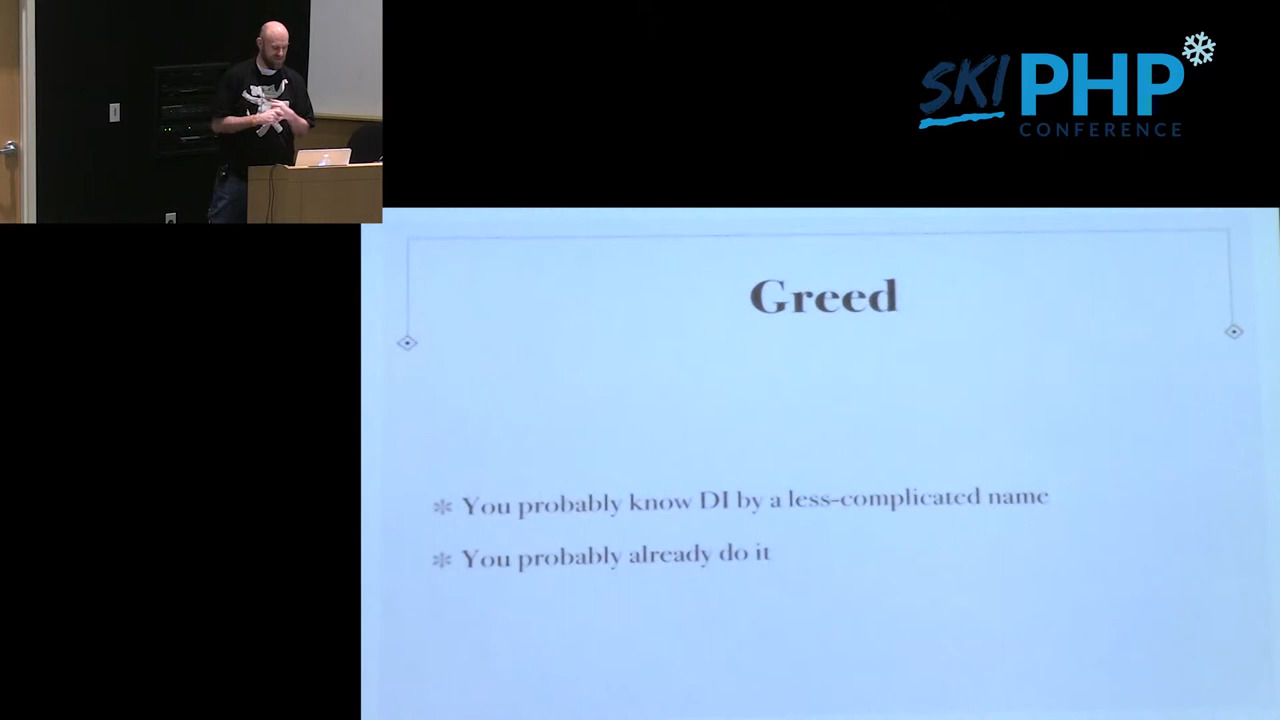 SKI PHP
CONFERENCE
Greed
✻ You probably know DI by a less-complicated name
✻ You probably already do it